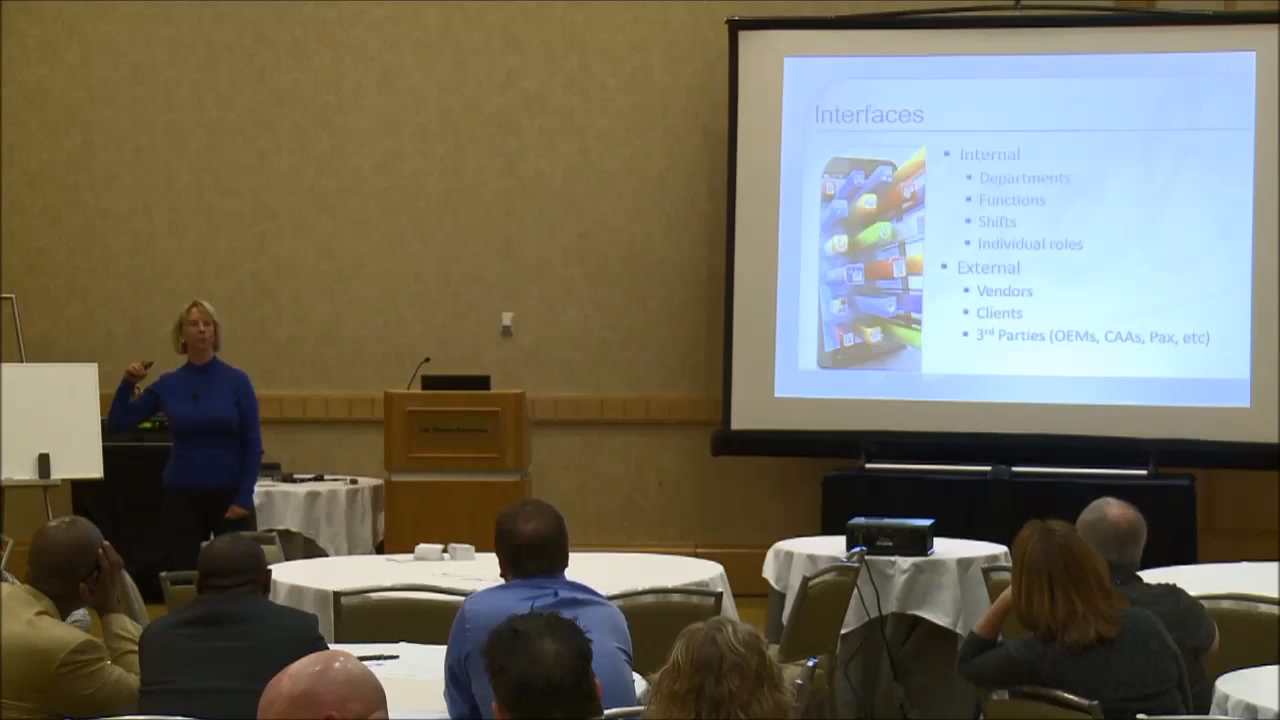 Interfaces
Internal
Departments
Functions
Shifts
Individual roles
External
Vendors
Clients
3rd Parties (OEMs, CAAs, Pax, etc)